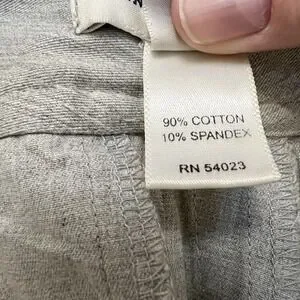 90% COTTON
10% SPANDEX
RN 54023